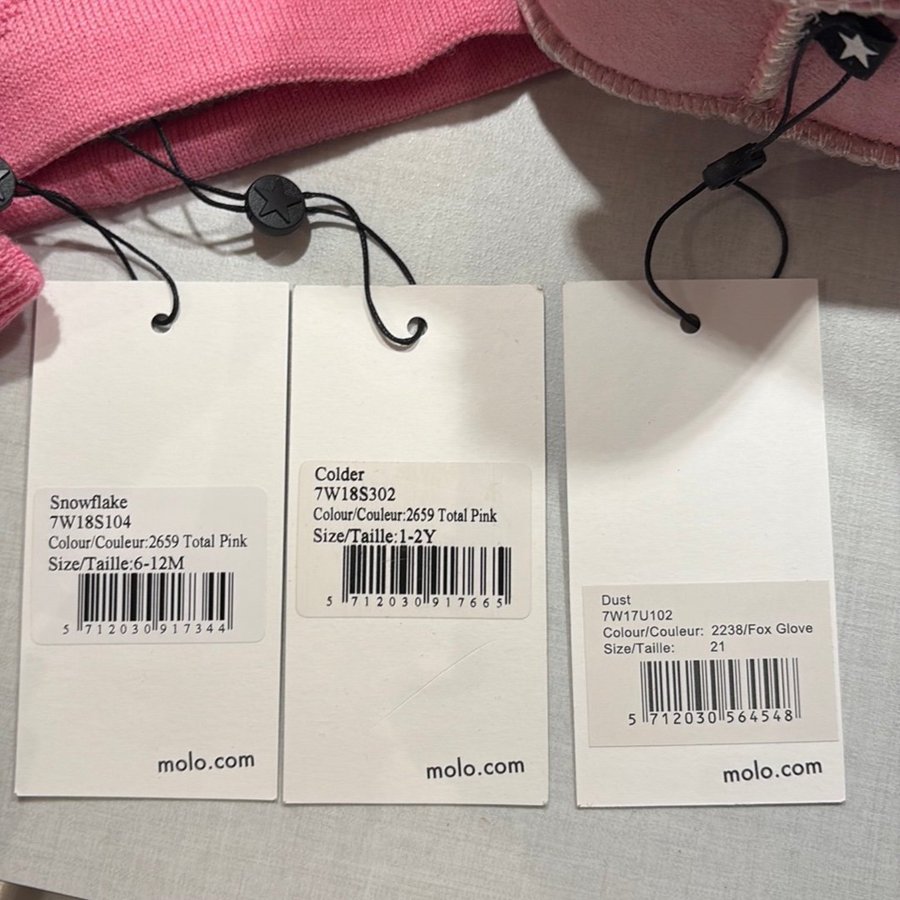 Snowflake
7W18S104
Colour/Couleur:2659 Total Pink
Size/Taille:6-12M
5 712030 917344
molo.com
Colder
7W18S302
Colour/Couleur:2659 Total Pink
Size/Taille:1-2Y
5 712030 917665
molo.com
Dust
7W17U102
Colour/Couleur: 2238/Fox Glove
Size/Taille: 21
5 712030 564548
molo.com